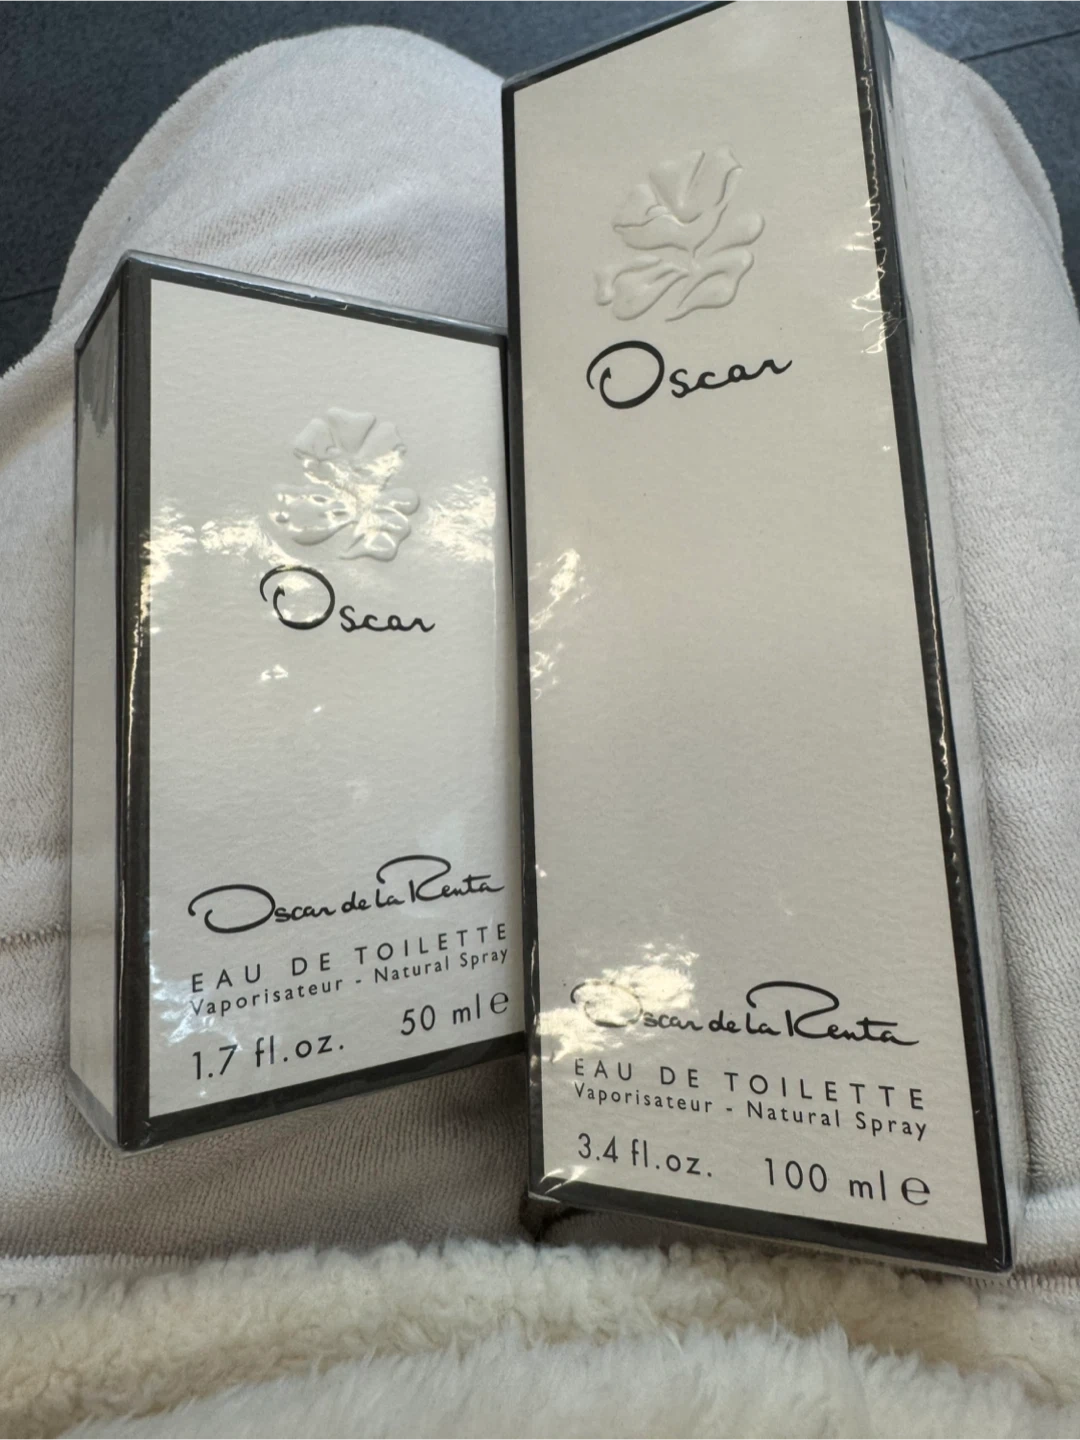 Oscar
Oscar de la Renta
EAU DE TOILETTE
Vaporisateur - Natural Spray
1.7 fl.oz. 50 ml e
Oscar
Oscar de la Renta
EAU DE TOILETTE
Vaporisateur - Natural Spray
3.4 fl.oz. 100 ml e